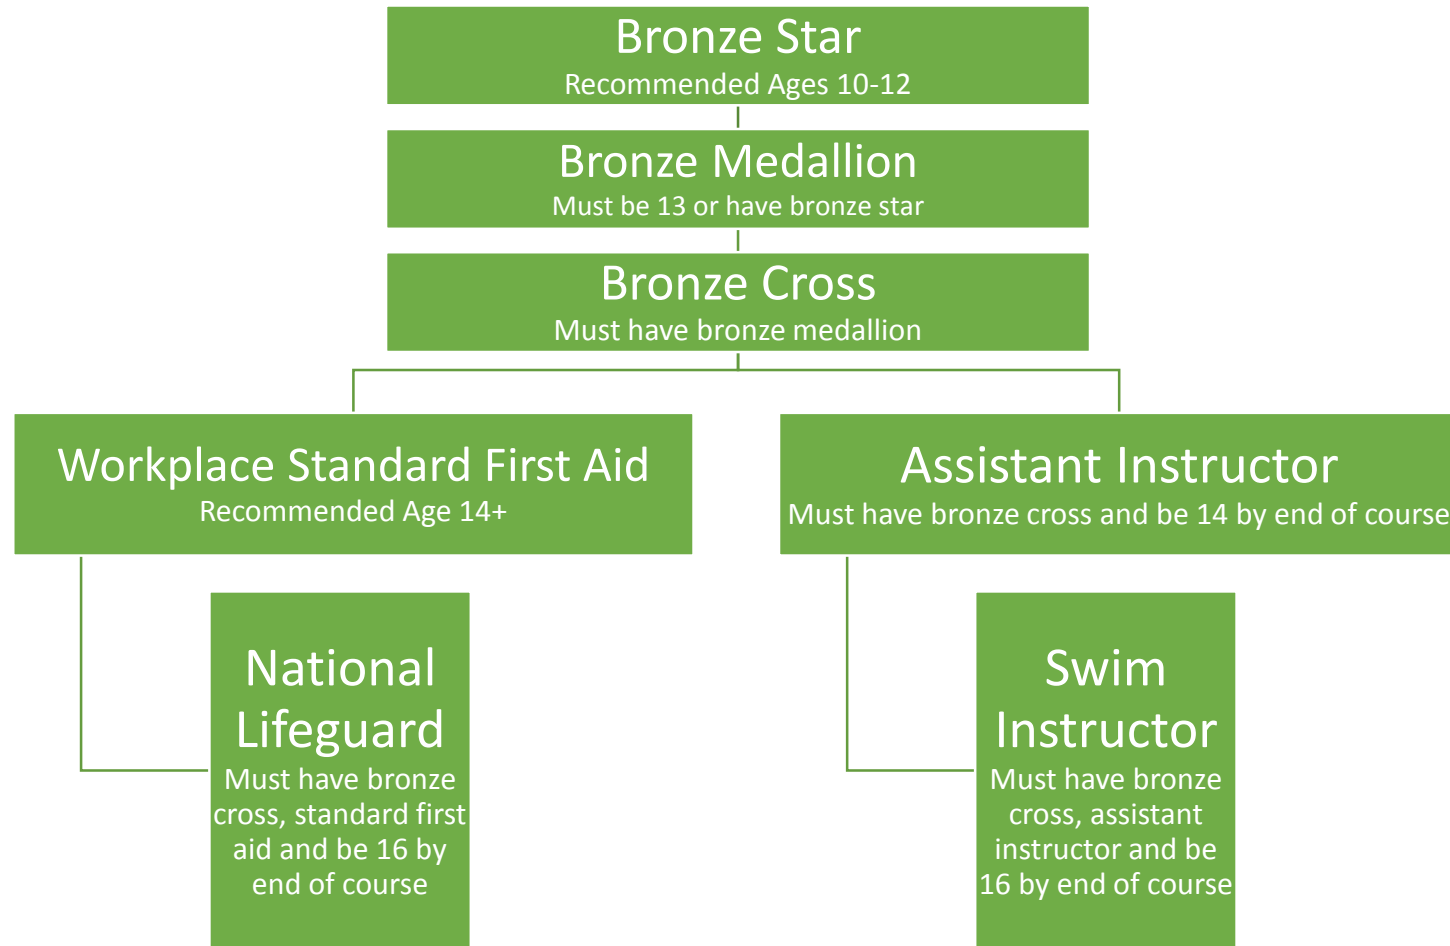 Bronze Star
Recommended Ages 10-12
Bronze Medallion
Must be 13 or have bronze star
Bronze Cross
Must have bronze medallion
Workplace Standard First Aid
Recommended Age 14+
Assistant Instructor
Must have bronze cross and be 14 by end of course
National
Lifeguard
Must have bronze
cross, standard first
aid and be 16 by
end of course
Swim
Instructor
Must have bronze
cross, assistant
instructor and be
16 by end of course